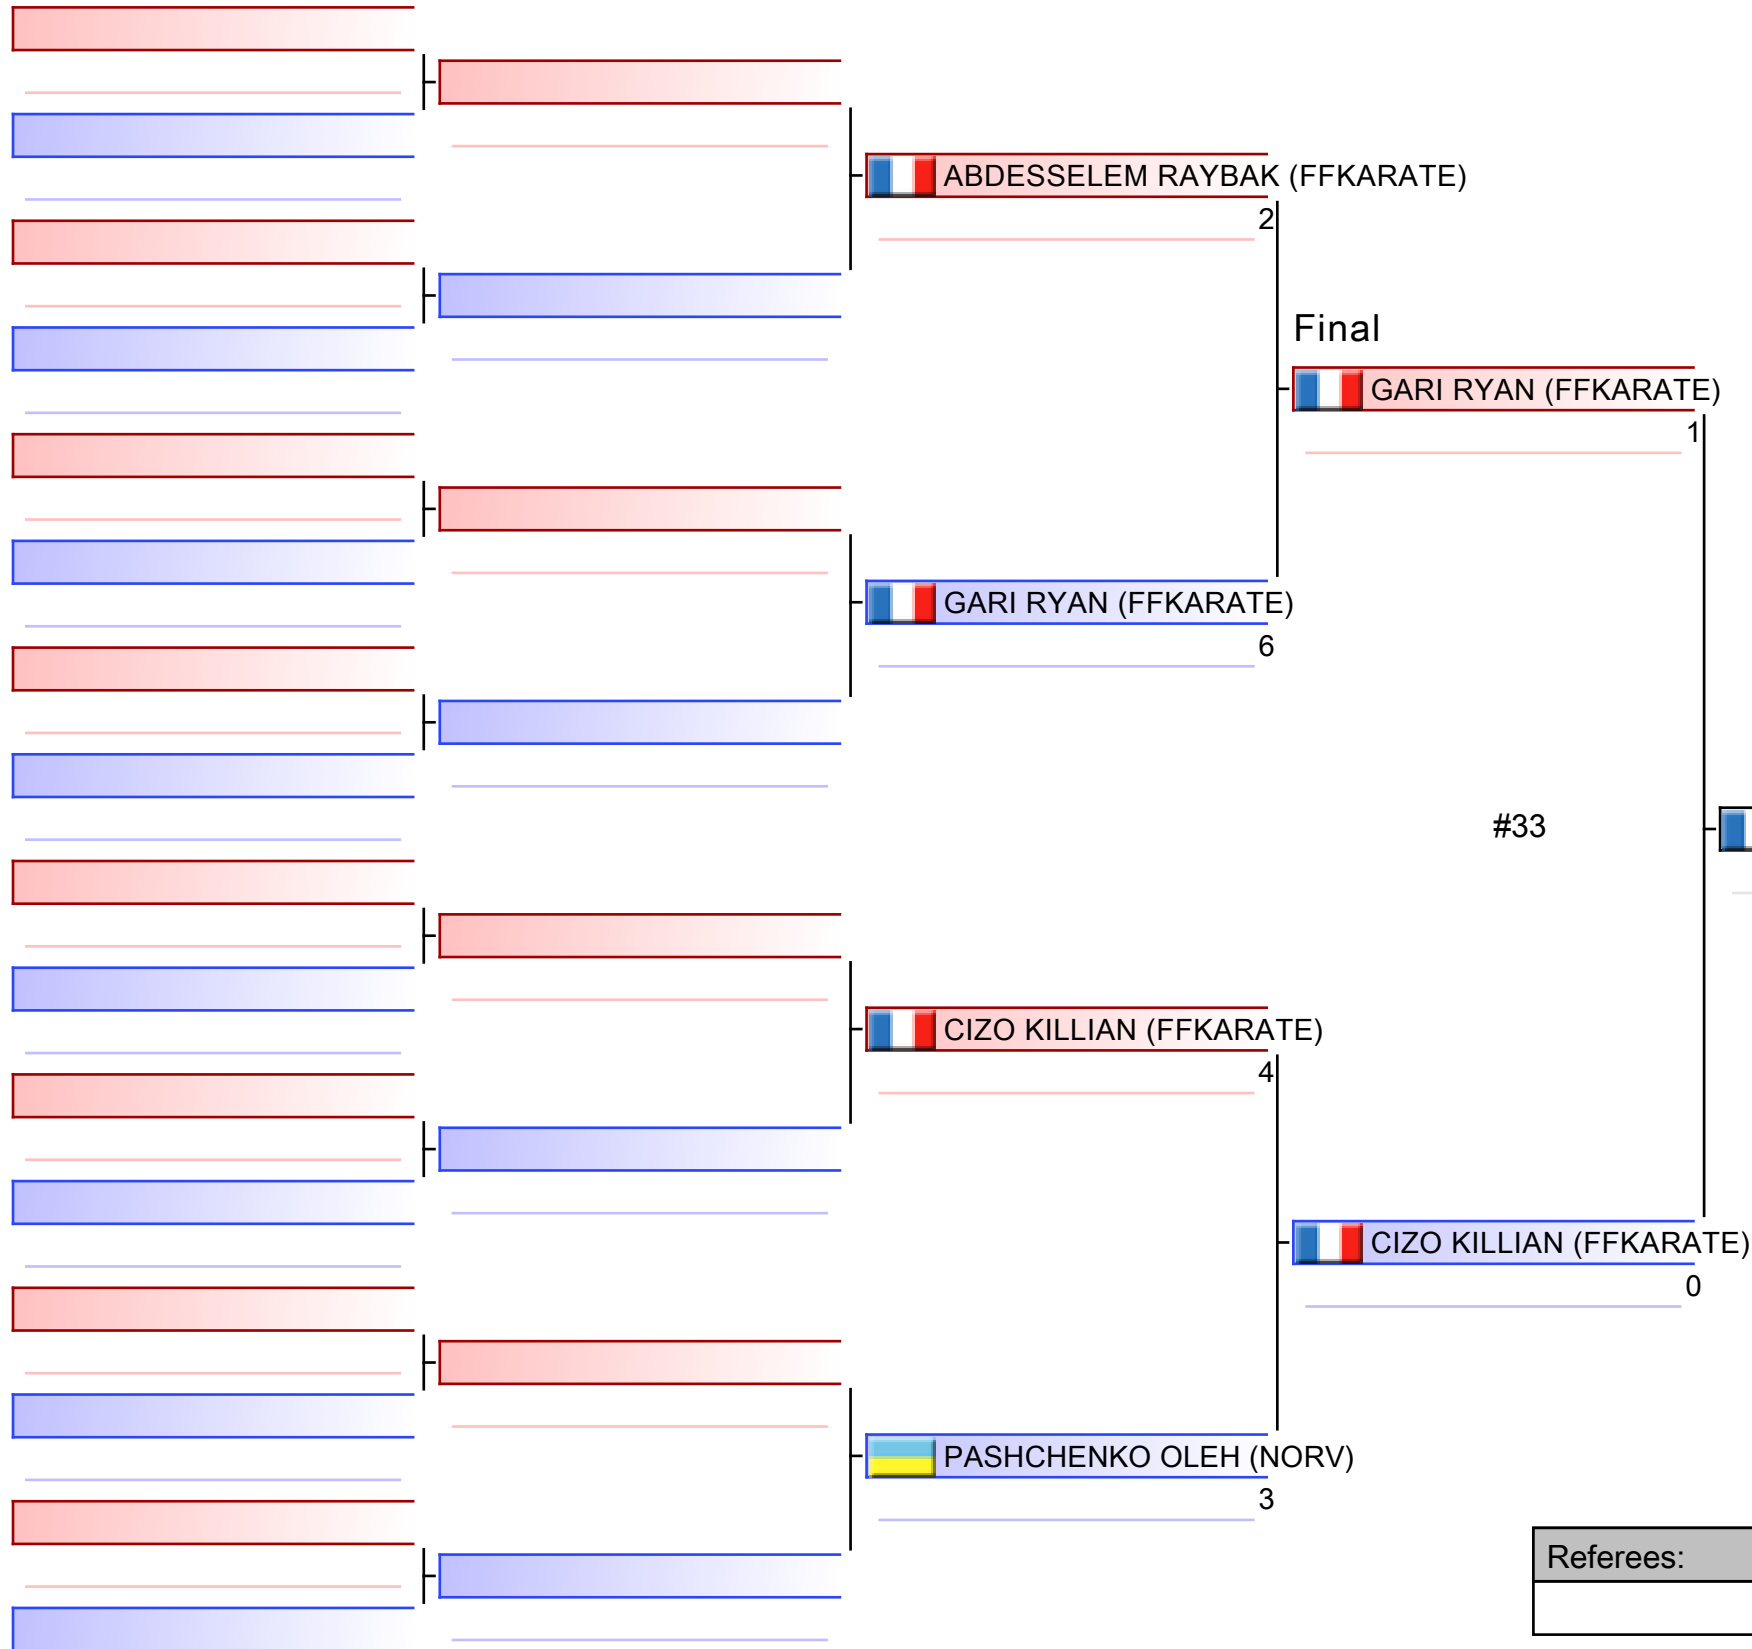 ABDESSELEM RAYBAK (FFKARATE)
2
Final
GARI RYAN (FFKARATE)
1
GARI RYAN (FFKARATE)
6
#33
CIZO KILLIAN (FFKARATE)
4
CIZO KILLIAN (FFKARATE)
0
PASHCHENKO OLEH (NORV)
3
Referees: